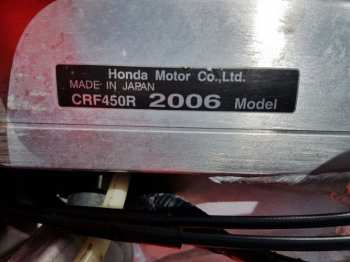 Honda Motor Co.,Ltd.
MADE IN JAPAN
CRF450R 2006 Model